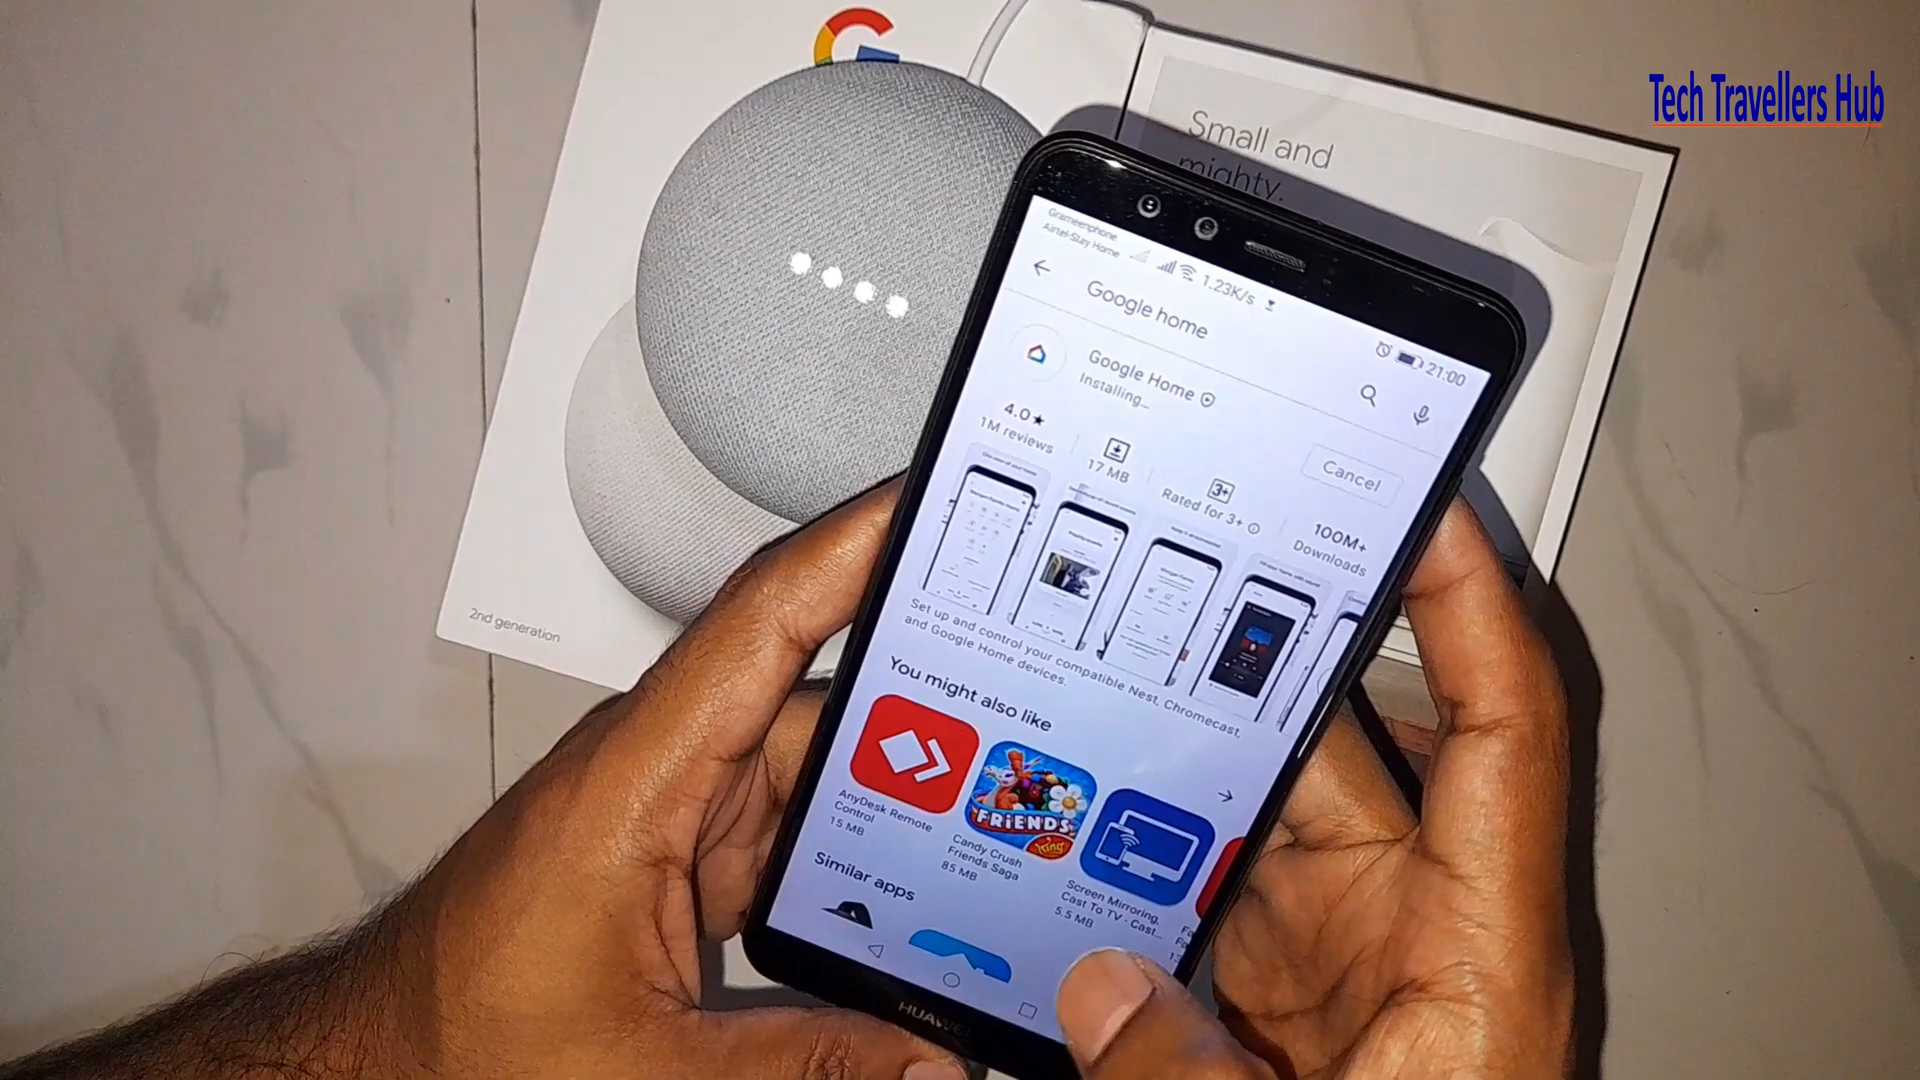 Tech Travellers Hub
Small and
mighty.
2nd generation
Grameenphone
Airtel-Stay Home
1.23K/s
21:00
Google home
Google Home
Installing...
Cancel
4.0★
1M reviews
17 MB
3+
Rated for 3+
100M+
Downloads
Set up and control your compatible Nest, Chromecast,
and Google Home devices.
You might also like
FRiENDS
King
AnyDesk Remote
Control
15 MB
Candy Crush
Friends Saga
85 MB
Screen Mirroring,
Cast To TV - Cast...
5.5 MB
Similar apps
HUAWEI